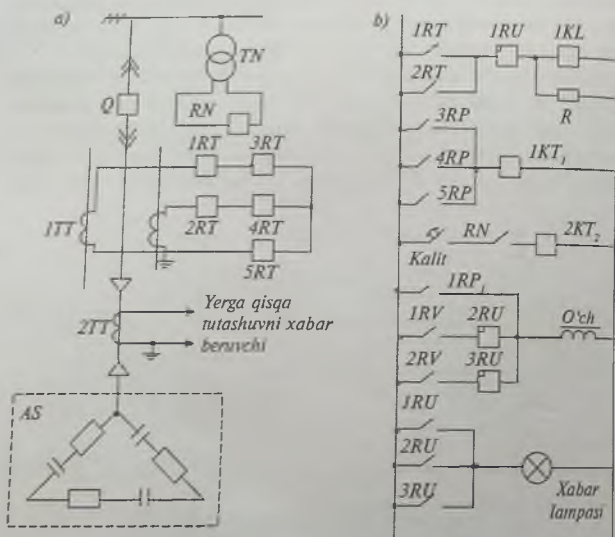 a)
TN
Q
RN
1RT 3RT
1TT
2RT 4RT
5RT
Yerga qisqa
tutashuvni xabar
beruvchi
2TT
AS
b)
1RT 1RU 1KL
2RT
R
3RP
4RP 1KT₁
5RP
RN 2KT₂
Kalit
1RP₁
1RV 2RU O'ch
2RV 3RU
1RU
2RU
3RU
Xabar
lampasi